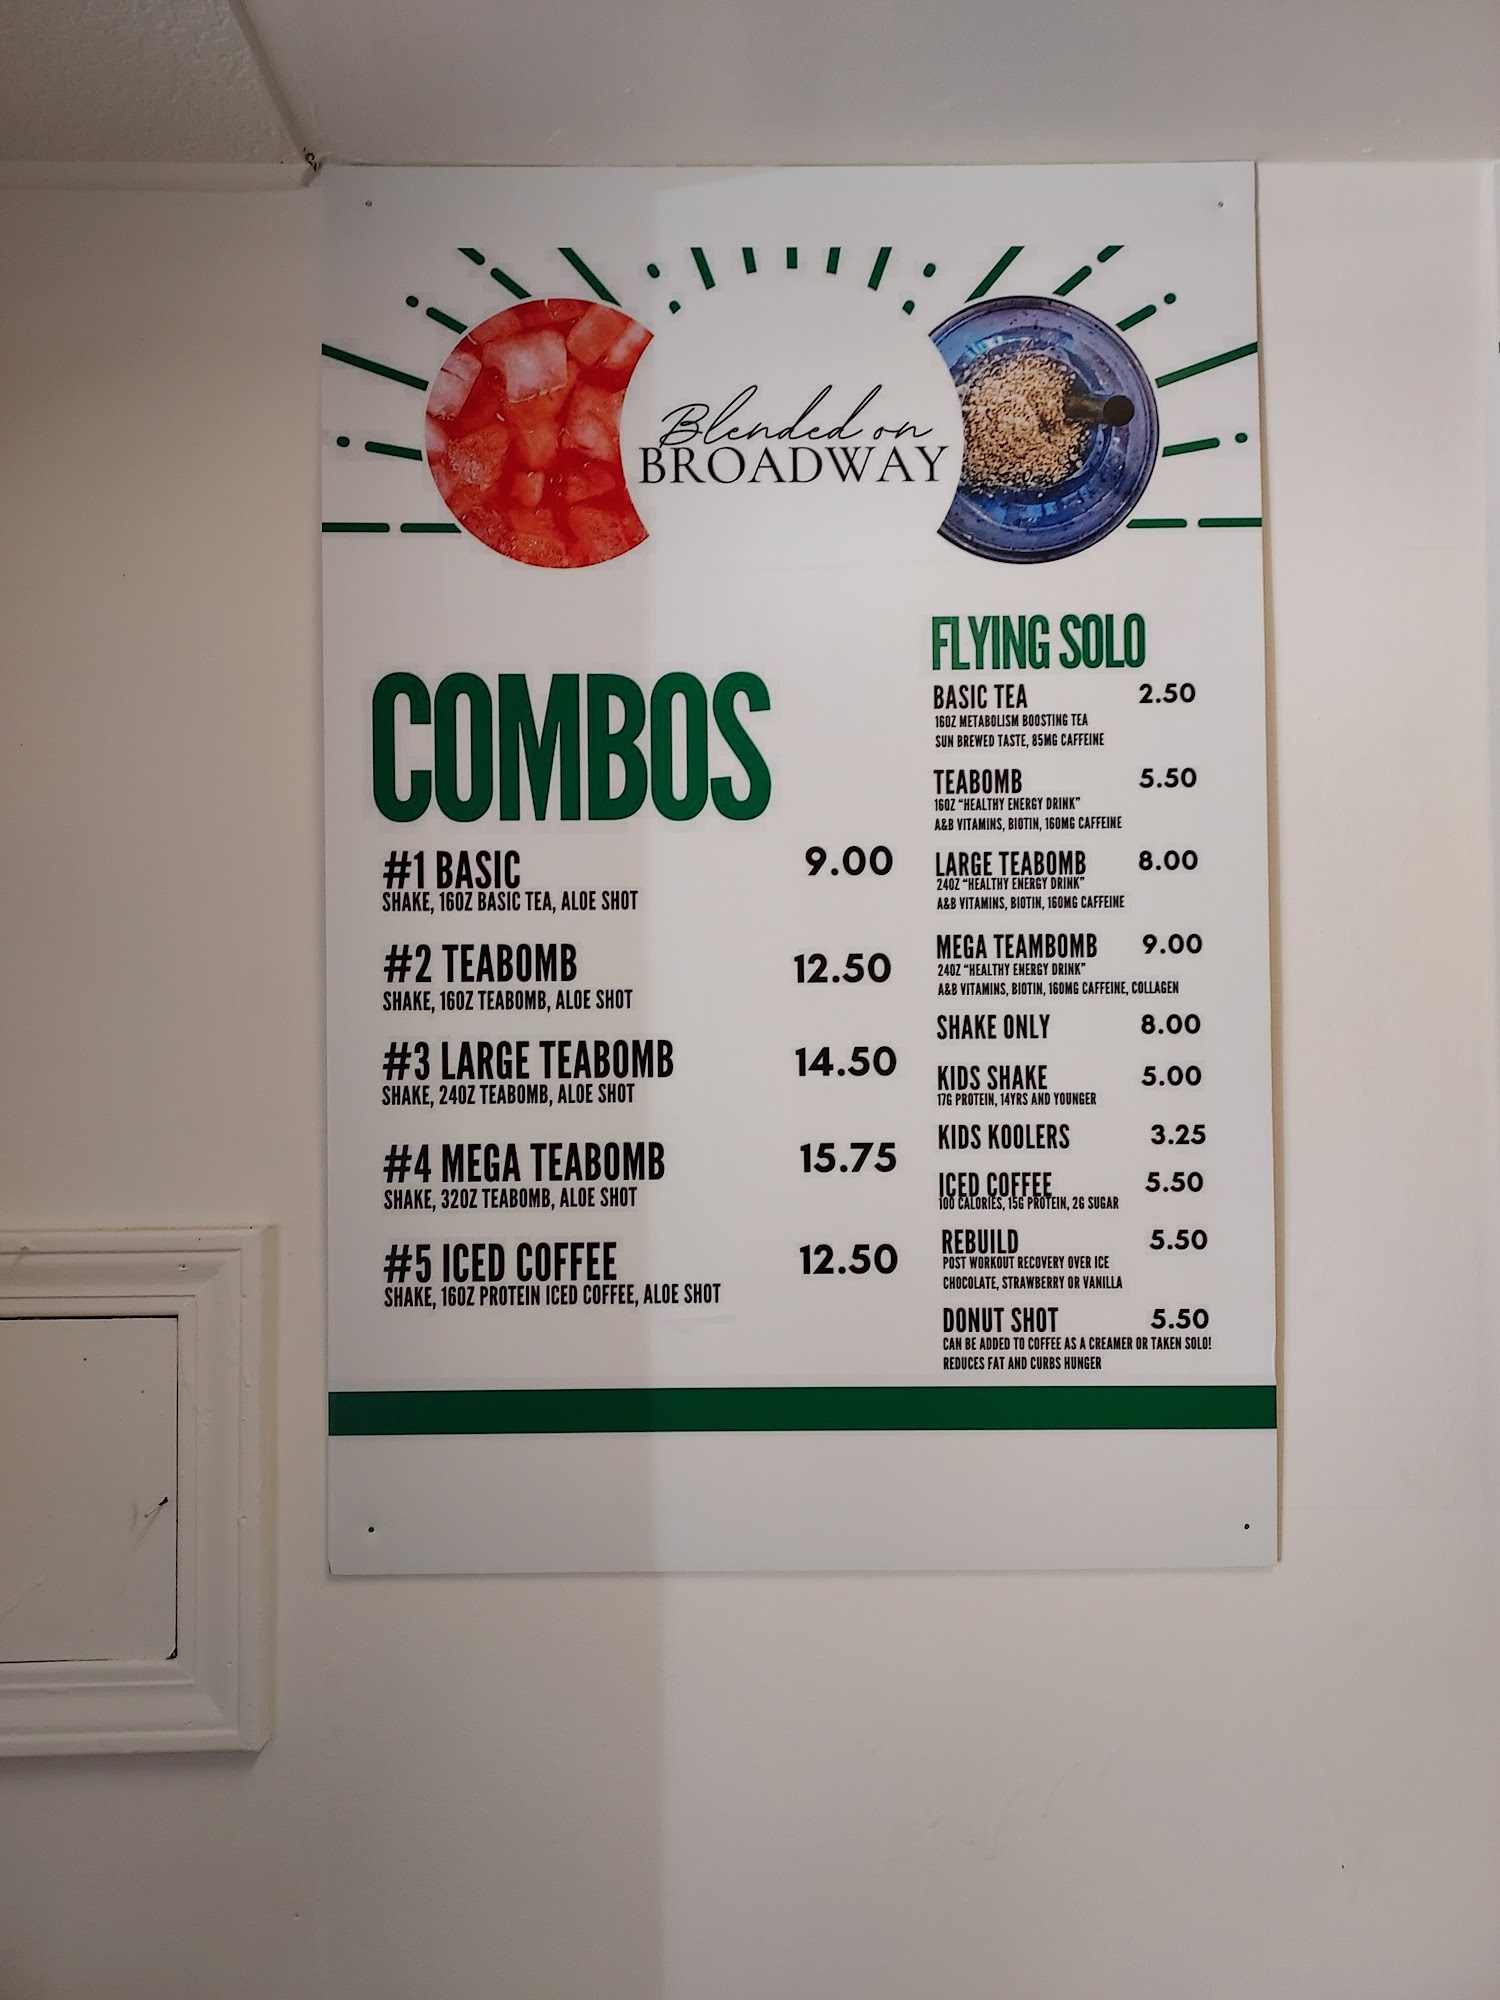 Blended on
BROADWAY
COMBOS
#1 BASIC 9.00
SHAKE, 16OZ BASIC TEA, ALOE SHOT
#2 TEABOMB 12.50
SHAKE, 16OZ TEABOMB, ALOE SHOT
#3 LARGE TEABOMB 14.50
SHAKE, 24OZ TEABOMB, ALOE SHOT
#4 MEGA TEABOMB 15.75
SHAKE, 32OZ TEABOMB, ALOE SHOT
#5 ICED COFFEE 12.50
SHAKE, 16OZ PROTEIN ICED COFFEE, ALOE SHOT
FLYING SOLO
BASIC TEA 2.50
16OZ METABOLISM BOOSTING TEA
SUN BREWED TASTE, 85MG CAFFEINE
TEABOMB 5.50
16OZ "HEALTHY ENERGY DRINK"
A&B VITAMINS, BIOTIN, 160MG CAFFEINE
LARGE TEABOMB 8.00
24OZ "HEALTHY ENERGY DRINK"
A&B VITAMINS, BIOTIN, 160MG CAFFEINE
MEGA TEAMBOMB 9.00
24OZ "HEALTHY ENERGY DRINK"
A&B VITAMINS, BIOTIN, 160MG CAFFEINE, COLLAGEN
SHAKE ONLY 8.00
KIDS SHAKE 5.00
17G PROTEIN, 14YRS AND YOUNGER
KIDS KOOLERS 3.25
ICED COFFEE 5.50
100 CALORIES, 15G PROTEIN, 2G SUGAR
REBUILD 5.50
POST WORKOUT RECOVERY OVER ICE
CHOCOLATE, STRAWBERRY OR VANILLA
DONUT SHOT 5.50
CAN BE ADDED TO COFFEE AS A CREAMER OR TAKEN SOLO!
REDUCES FAT AND CURBS HUNGER